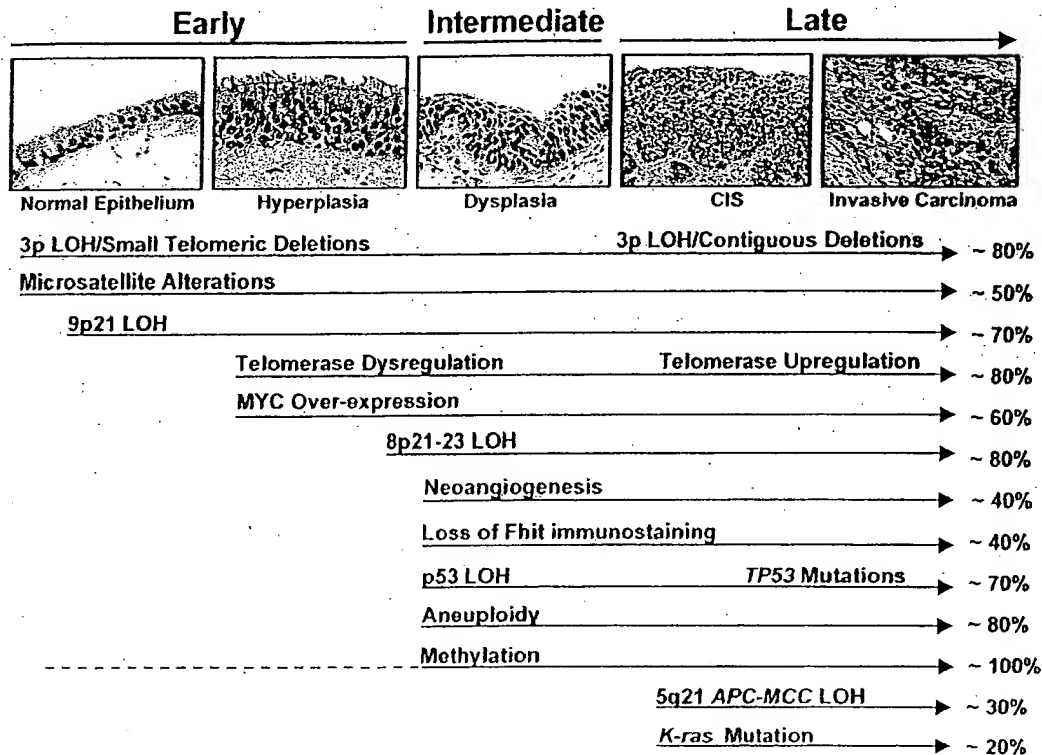 Early Intermediate Late
Normal Epithelium Hyperplasia Dysplasia CIS Invasive Carcinoma
3p LOH/Small Telomeric Deletions 3p LOH/Contiguous Deletions ~ 80%
Microsatellite Alterations ~ 50%
9p21 LOH ~ 70%
Telomerase Dysregulation Telomerase Upregulation ~ 80%
MYC Over-expression ~ 60%
8p21-23 LOH ~ 80%
Neoangiogenesis ~ 40%
Loss of Fhit immunostaining ~ 40%
p53 LOH TP53 Mutations ~ 70%
Aneuploidy ~ 80%
Methylation ~ 100%
5q21 APC-MCC LOH ~ 30%
K-ras Mutation ~ 20%